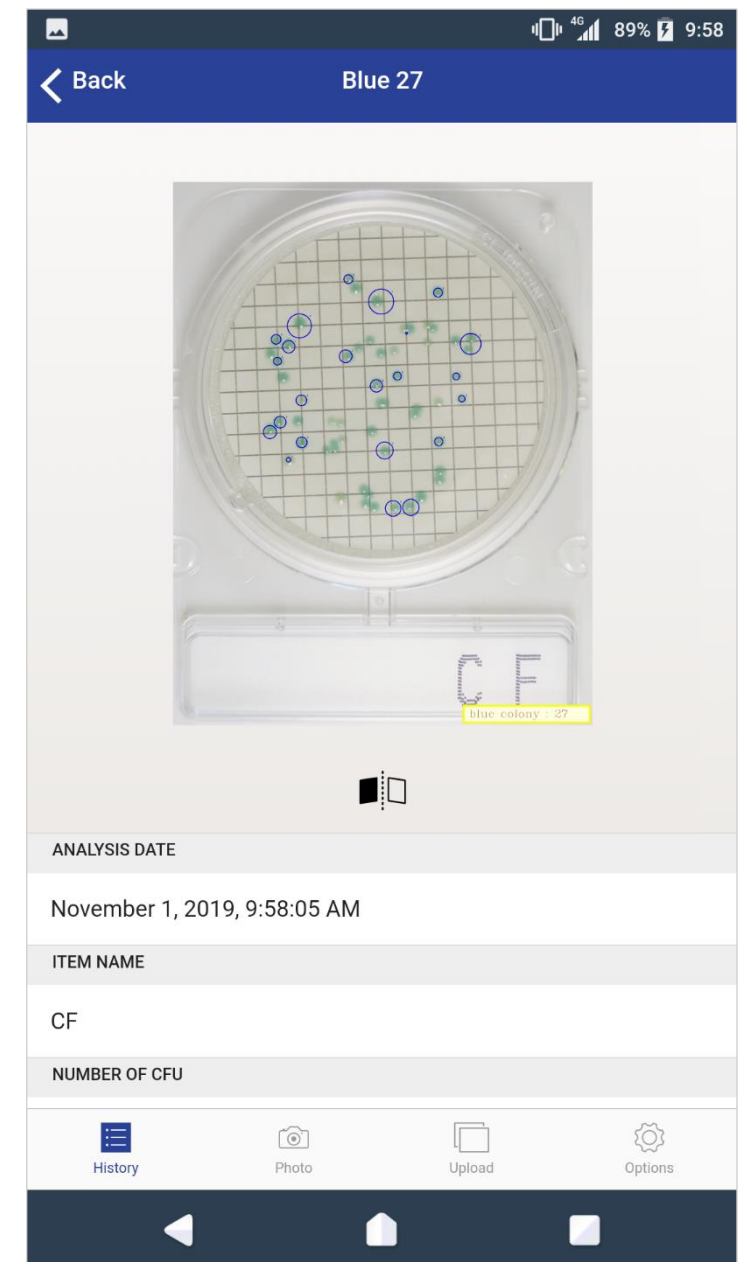 4G 89% 9:58
Back Blue 27
C F
blue colony : 27
ANALYSIS DATE
November 1, 2019, 9:58:05 AM
ITEM NAME
CF
NUMBER OF CFU
History Photo Upload Options